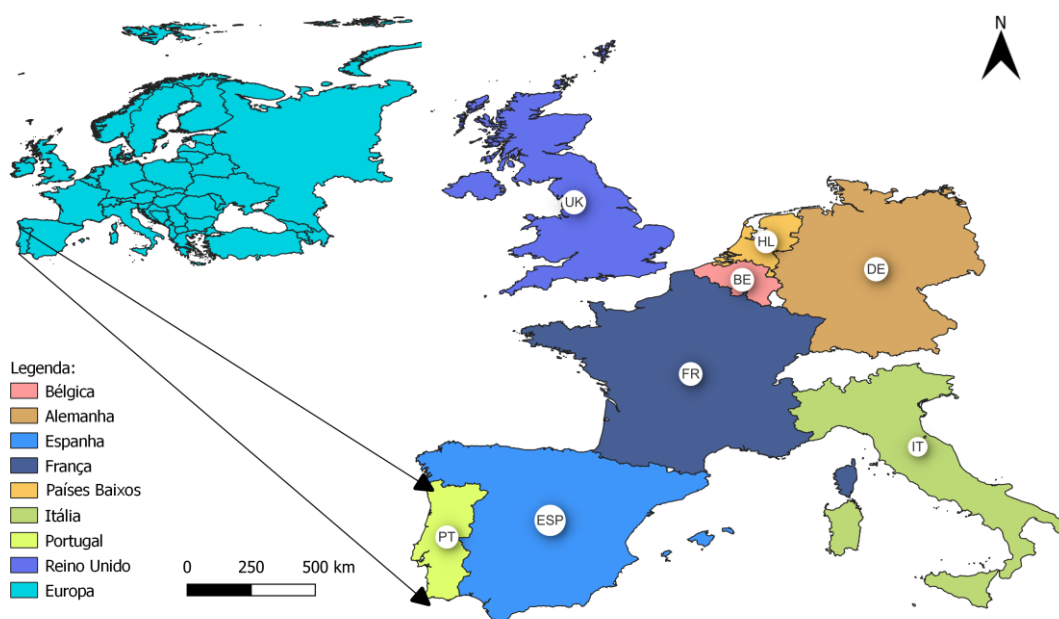 N
UK
HL
BE
DE
FR
IT
ESP
PT
Legenda:
Bélgica
Alemanha
Espanha
França
Países Baixos
Itália
Portugal
Reino Unido
Europa
0 250 500 km